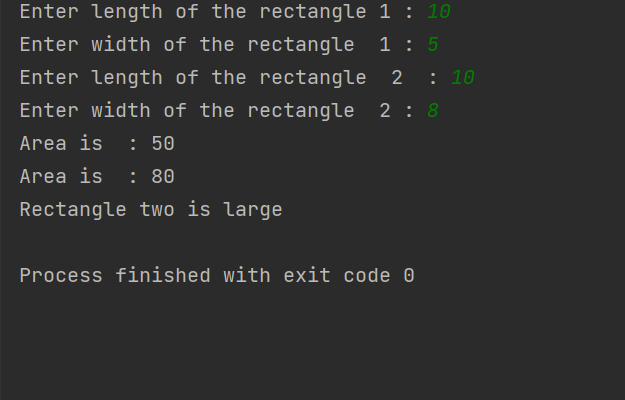 Enter length of the rectangle 1 : 10
Enter width of the rectangle  1 : 5
Enter length of the rectangle  2  : 10
Enter width of the rectangle  2 : 8
Area is  : 50
Area is  : 80
Rectangle two is large
Process finished with exit code 0